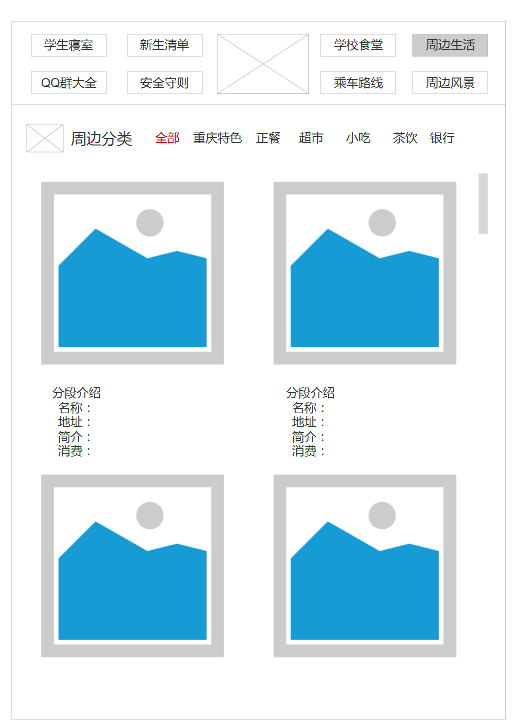 学生寝室 新生清单 学校食堂 周边生活
QQ群大全 安全守则 乘车路线 周边风景
周边分类 全部 重庆特色 正餐 超市 小吃 茶饮 银行
分段介绍
名称：
地址：
简介：
消费：
分段介绍
名称：
地址：
简介：
消费：